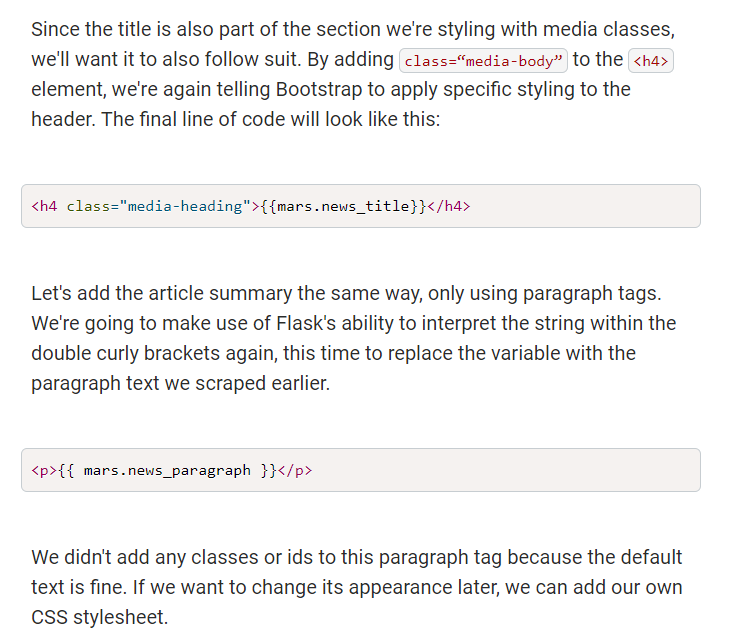 Since the title is also part of the section we're styling with media classes,
we'll want it to also follow suit. By adding class=“media-body” to the <h4>
element, we're again telling Bootstrap to apply specific styling to the
header. The final line of code will look like this:
<h4 class="media-heading">{{mars.news_title}}</h4>
Let's add the article summary the same way, only using paragraph tags.
We're going to make use of Flask's ability to interpret the string within the
double curly brackets again, this time to replace the variable with the
paragraph text we scraped earlier.
<p>{{ mars.news_paragraph }}</p>
We didn't add any classes or ids to this paragraph tag because the default
text is fine. If we want to change its appearance later, we can add our own
CSS stylesheet.